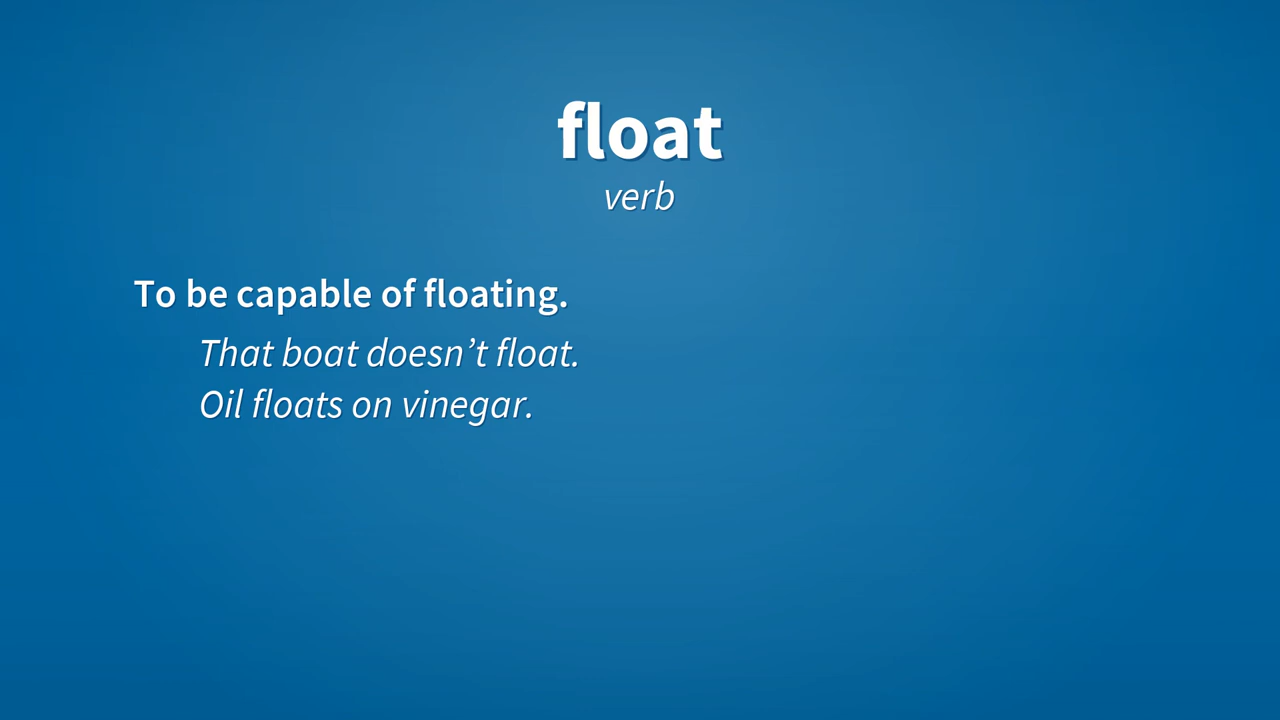 float
verb
To be capable of floating.
That boat doesn’t float.
Oil floats on vinegar.